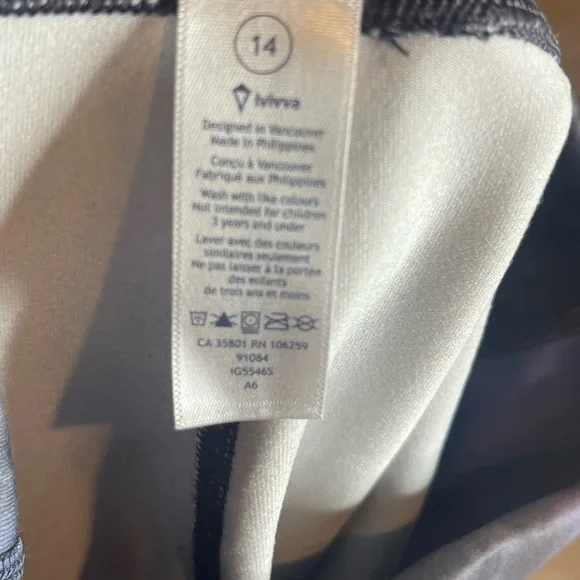 14
ivivva
Designed in Vancouver
Made in Philippines
Conçu à Vancouver
Fabriqué aux Philippines
Wash with like colours
Not intended for children
3 years and under
Laver avec des couleurs
similaires seulement
Ne pas laisser à la portée
des enfants
de trois ans et moins
CA 35801 RN 106259
91084
IG5546S
A6